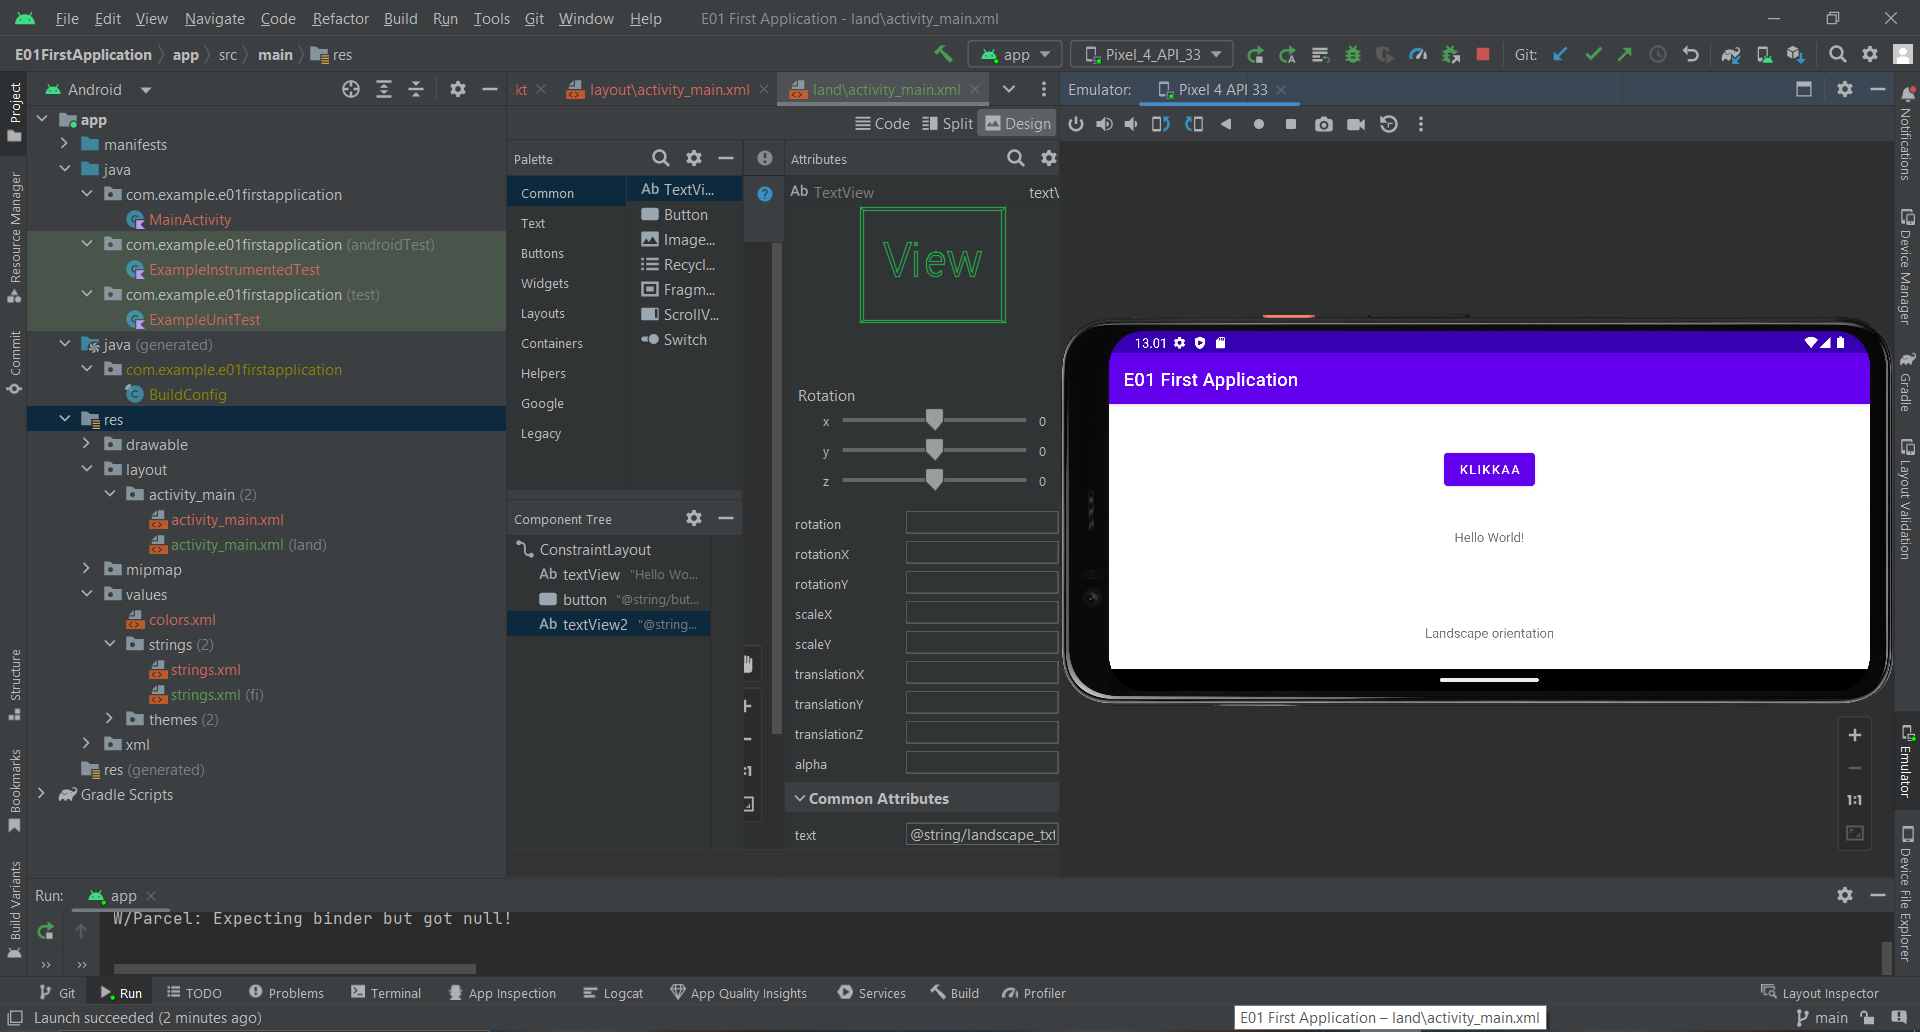 File Edit View Navigate Code Refactor Build Run Tools Git Window Help E01 First Application - land\activity_main.xml
E01FirstApplication app src main res app Pixel_4_API_33 Git:
Project
Resource Manager
Commit
Structure
Bookmarks
Build Variants
Android
app
manifests
java
com.example.e01firstapplication
MainActivity
com.example.e01firstapplication (androidTest)
ExampleInstrumentedTest
com.example.e01firstapplication (test)
ExampleUnitTest
java (generated)
com.example.e01firstapplication
BuildConfig
res
drawable
layout
activity_main (2)
activity_main.xml
activity_main.xml (land)
mipmap
values
colors.xml
strings (2)
strings.xml
strings.xml (fi)
themes (2)
xml
res (generated)
Gradle Scripts
.kt layout\activity_main.xml land\activity_main.xml
Code Split Design
Palette
Common
Text
Buttons
Widgets
Layouts
Containers
Helpers
Google
Legacy
Ab TextVi...
Button
Image...
Recycl...
Fragm...
ScrollV...
Switch
Component Tree
ConstraintLayout
Ab textView "Hello Wo...
button "@string/but...
Ab textView2 "@string...
1:1
Attributes
Ab TextView textV
View
Rotation
x 0
y 0
z 0
rotation
rotationX
rotationY
scaleX
scaleY
translationX
translationY
translationZ
alpha
Common Attributes
text @string/landscape_txt
Emulator: Pixel 4 API 33
13.01
E01 First Application
KLIKKAA
Hello World!
Landscape orientation
1:1
Notifications
Device Manager
Gradle
Layout Validation
Emulator
Device File Explorer
Run: app
W/Parcel: Expecting binder but got null!
Git Run TODO Problems Terminal App Inspection Logcat App Quality Insights Services Build Profiler Layout Inspector
Launch succeeded (2 minutes ago) E01 First Application – land\activity_main.xml main